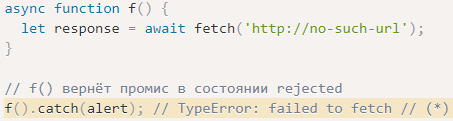 async function f() {
  let response = await fetch('http://no-such-url');
}
// f() вернёт промис в состоянии rejected
f().catch(alert); // TypeError: failed to fetch // (*)